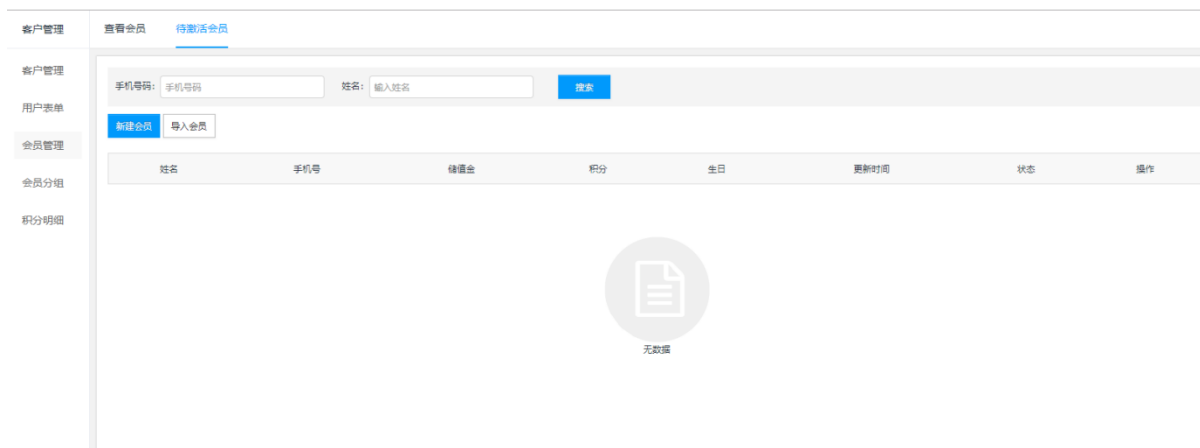 客户管理 查看会员 待激活会员
客户管理
用户表单
会员管理
会员分组
积分明细
手机号码: 手机号码 姓名: 输入姓名 搜索
新建会员 导入会员
姓名 手机号 储值金 积分 生日 更新时间 状态 操作
无数据